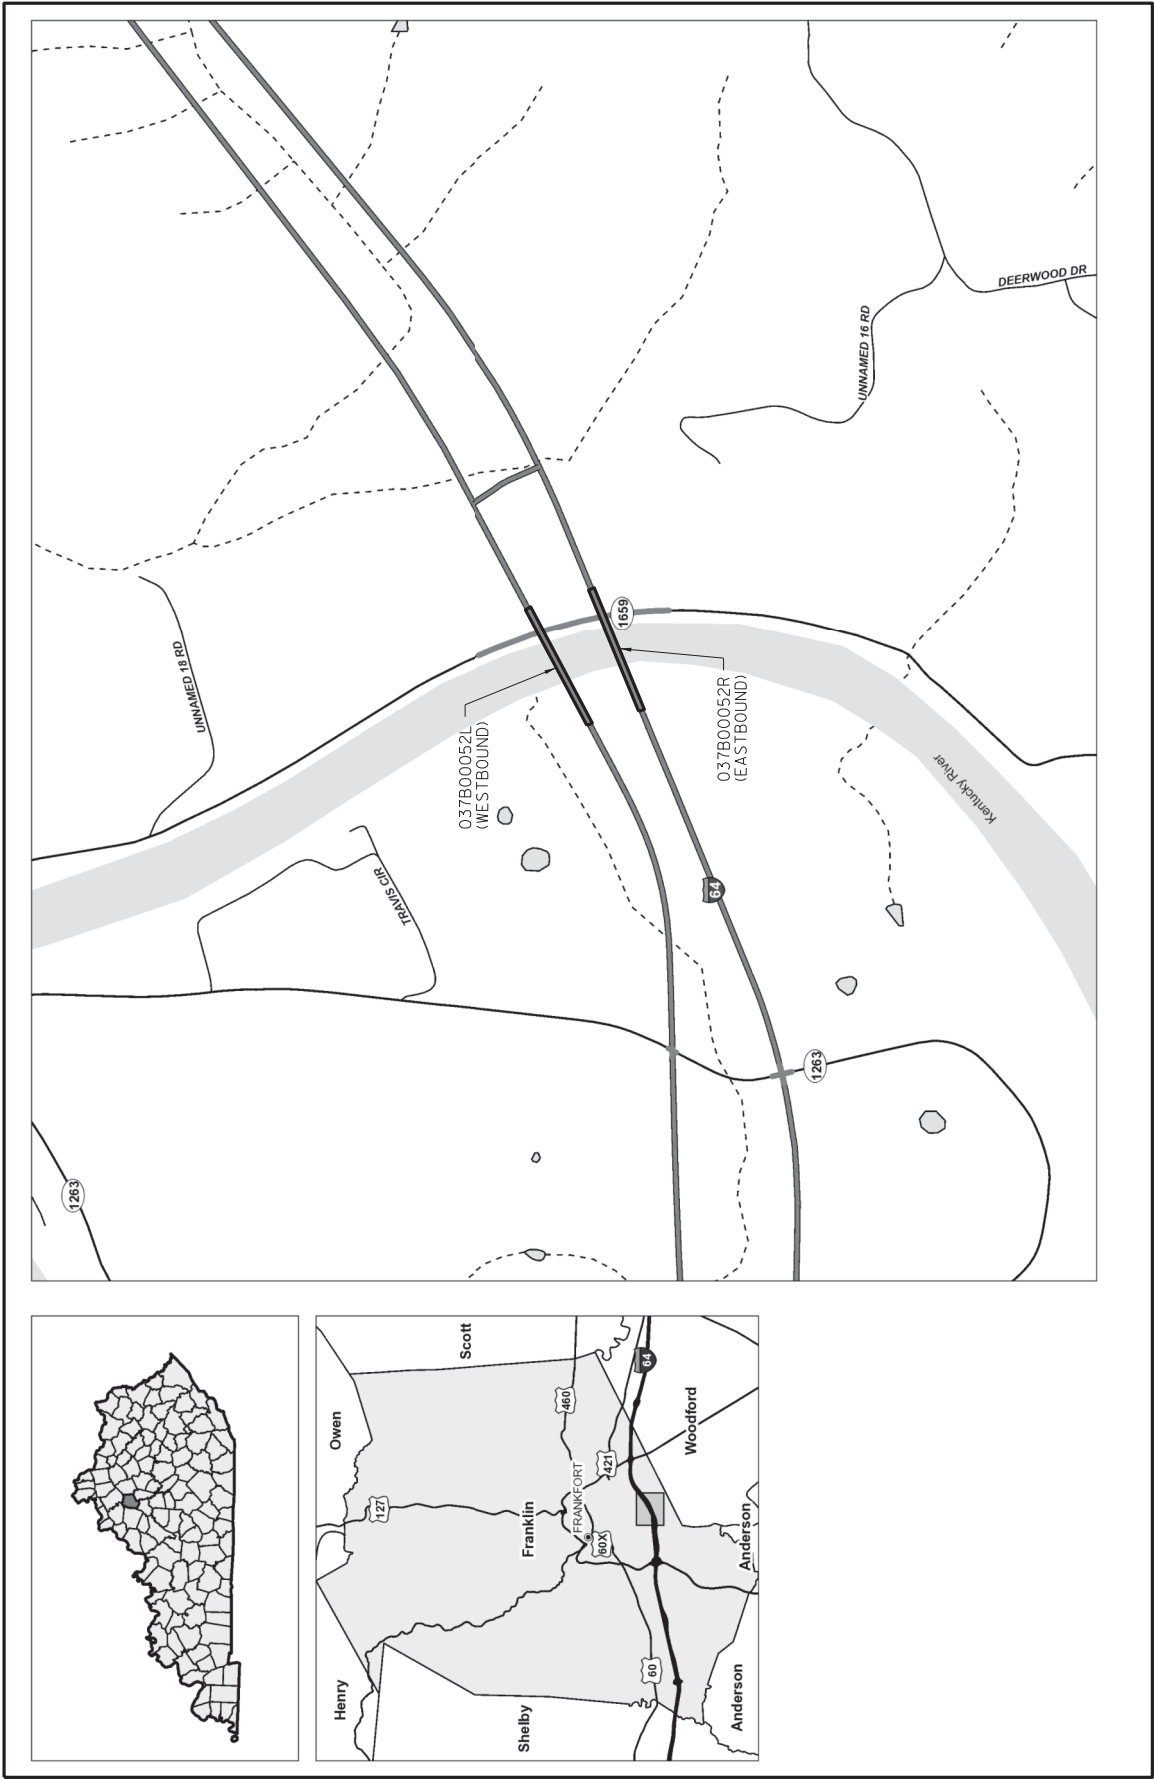 DEERWOOD DR
UNNAMED 16 RD
1659
UNNAMED 18 RD
037B00052L
(WESTBOUND)
037B00052R
(EASTBOUND)
Kentucky River
TRAVIS CIR
64
1263
1263
Scott
Owen
460
64
Woodford
421
127
FRANKFORT
Franklin
60X
Anderson
60
Henry
Shelby
Anderson